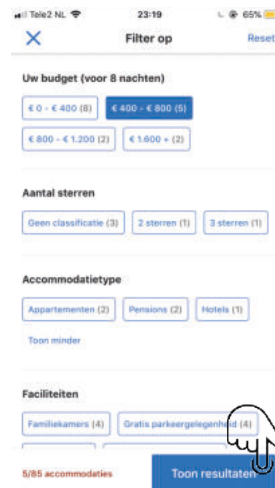 Tele2 NL 23:19 65%
Filter op Reset
Uw budget (voor 8 nachten)
€ 0 - € 400 (8) € 400 - € 800 (5)
€ 800 - € 1.200 (2) € 1.600 + (2)
Aantal sterren
Geen classificatie (3) 2 sterren (1) 3 sterren (1)
Accommodatietype
Appartementen (2) Pensions (2) Hotels (1)
Toon minder
Faciliteiten
Familiekamers (4) Gratis parkeergelegenheid (4)
5/85 accommodaties Toon resultaten